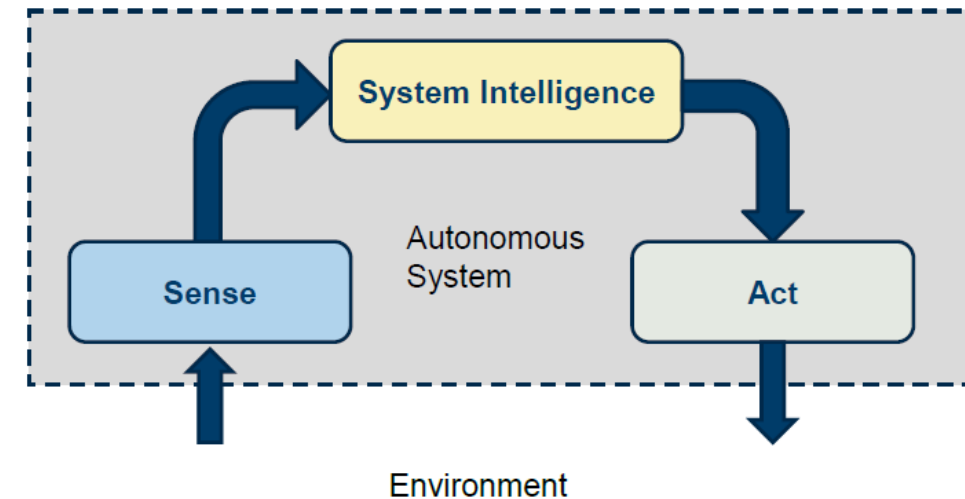 System Intelligence
Autonomous
System
Sense
Act
Environment